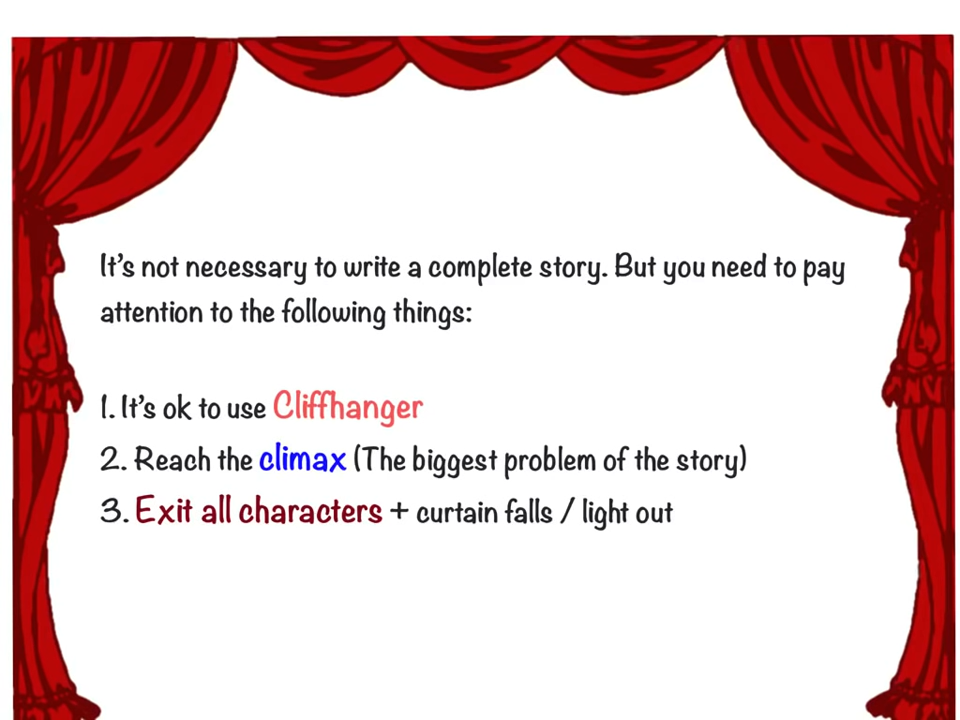 It's not necessary to write a complete story. But you need to pay
attention to the following things:
1. It's ok to use Cliffhanger
2. Reach the climax (The biggest problem of the story)
3. Exit all characters + curtain falls / light out